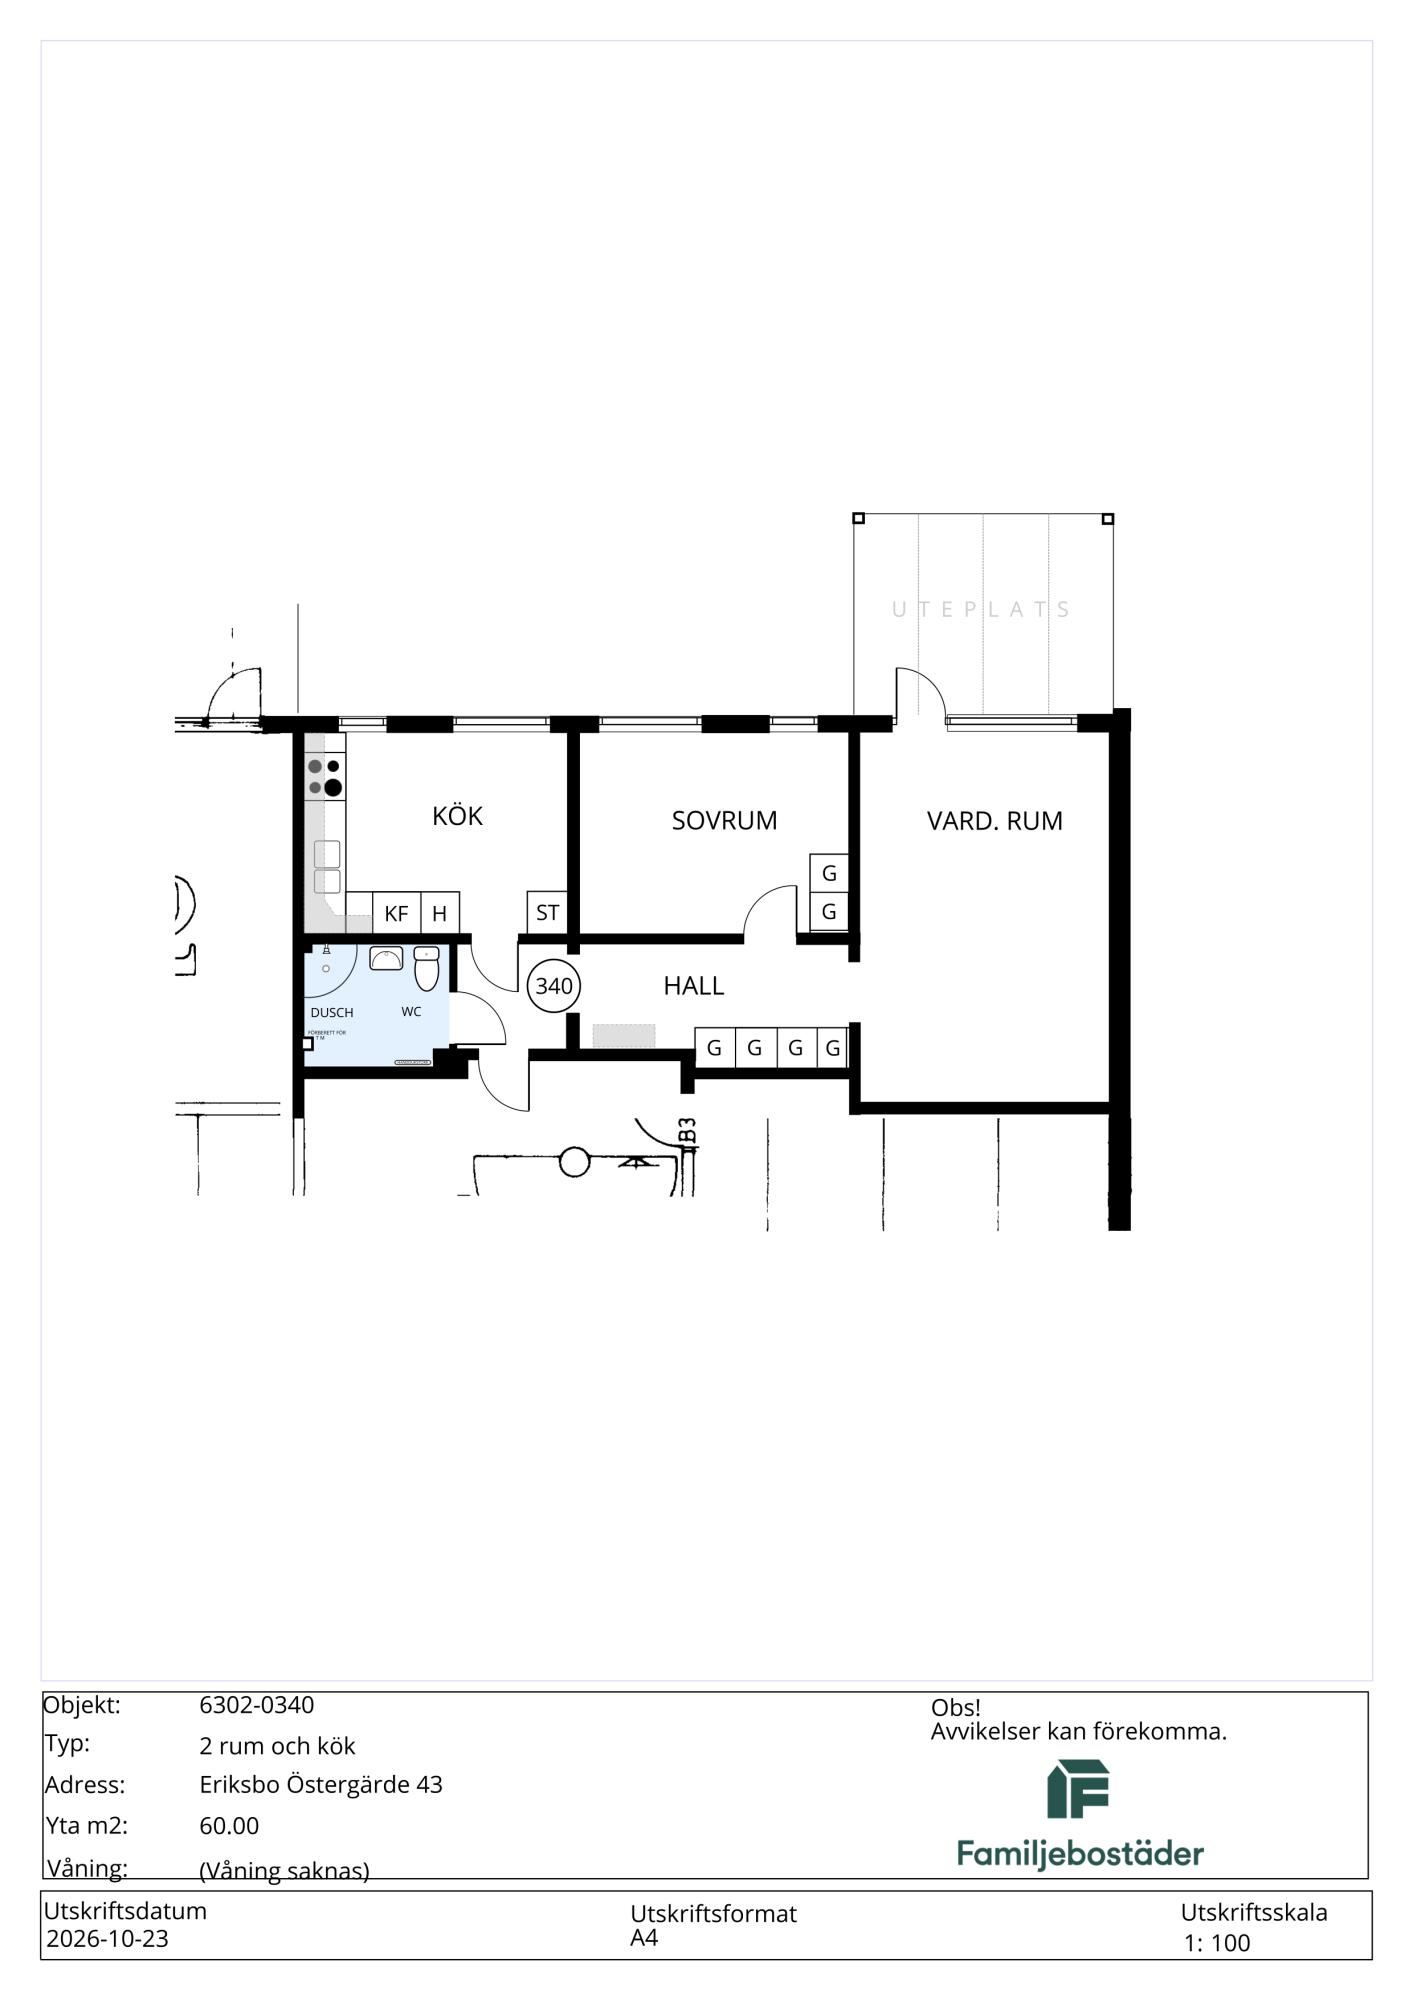 UTEPLATS
KÖK
SOVRUM
VARD. RUM
G
G
KF
H
ST
340
HALL
DUSCH
WC
FÖRBERETT FÖR
T M
G
G
G
G
B3
Objekt: 6302-0340
Typ: 2 rum och kök
Adress: Eriksbo Östergärde 43
Yta m2: 60.00
Våning: (Våning saknas)
Obs!
Avvikelser kan förekomma.
Familjebostäder
Utskriftsdatum
2026-10-23
Utskriftsformat
A4
Utskriftsskala
1: 100